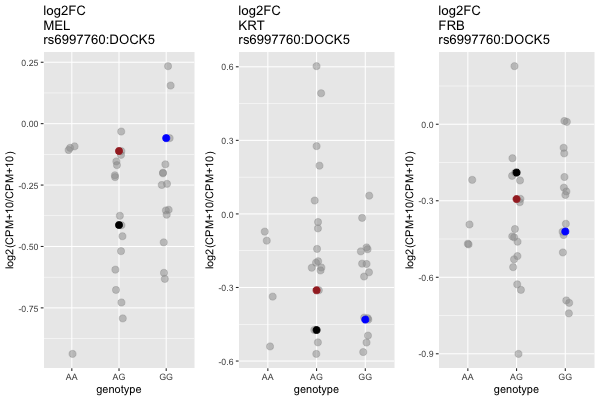 log2FC
MEL
rs6997760:DOCK5
log2(CPM+10/CPM+10)
0.25
0.00
-0.25
-0.50
-0.75
AA AG GG
genotype
log2FC
KRT
rs6997760:DOCK5
log2(CPM+10/CPM+10)
0.6
0.3
0.0
-0.3
-0.6
AA AG GG
genotype
log2FC
FRB
rs6997760:DOCK5
log2(CPM+10/CPM+10)
0.0
-0.3
-0.6
-0.9
AA AG GG
genotype